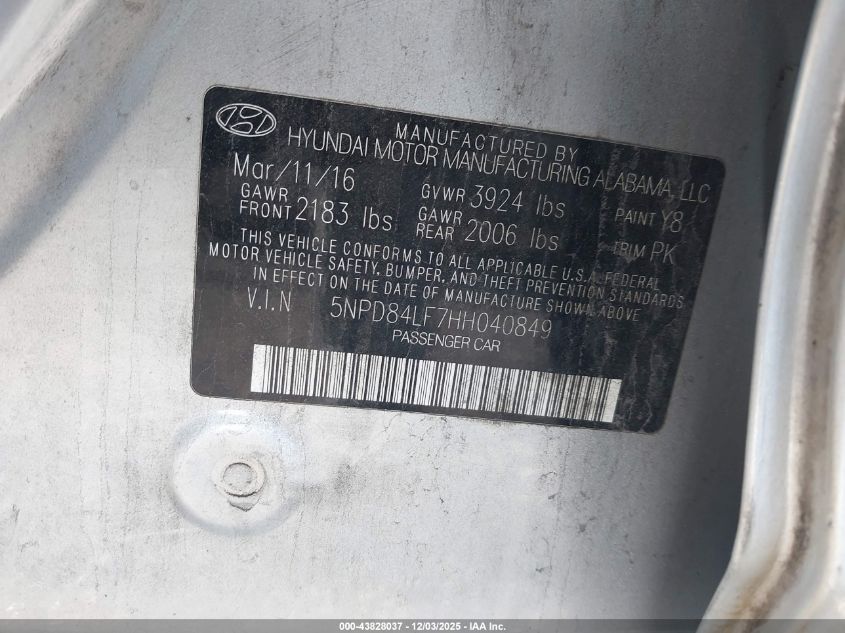 MANUFACTURED BY
HYUNDAI MOTOR MANUFACTURING ALABAMA, LLC
Mar/11/16 GVWR 3924 lbs PAINT Y8
GAWR FRONT 2183 lbs GAWR REAR 2006 lbs TRIM PK
THIS VEHICLE CONFORMS TO ALL APPLICABLE U.S.A. FEDERAL
MOTOR VEHICLE SAFETY, BUMPER, AND THEFT PREVENTION STANDARDS
IN EFFECT ON THE DATE OF MANUFACTURE SHOWN ABOVE.
V.I.N 5NPD84LF7HH040849
PASSENGER CAR
000-43828037 - 12/03/2025 - IAA Inc.